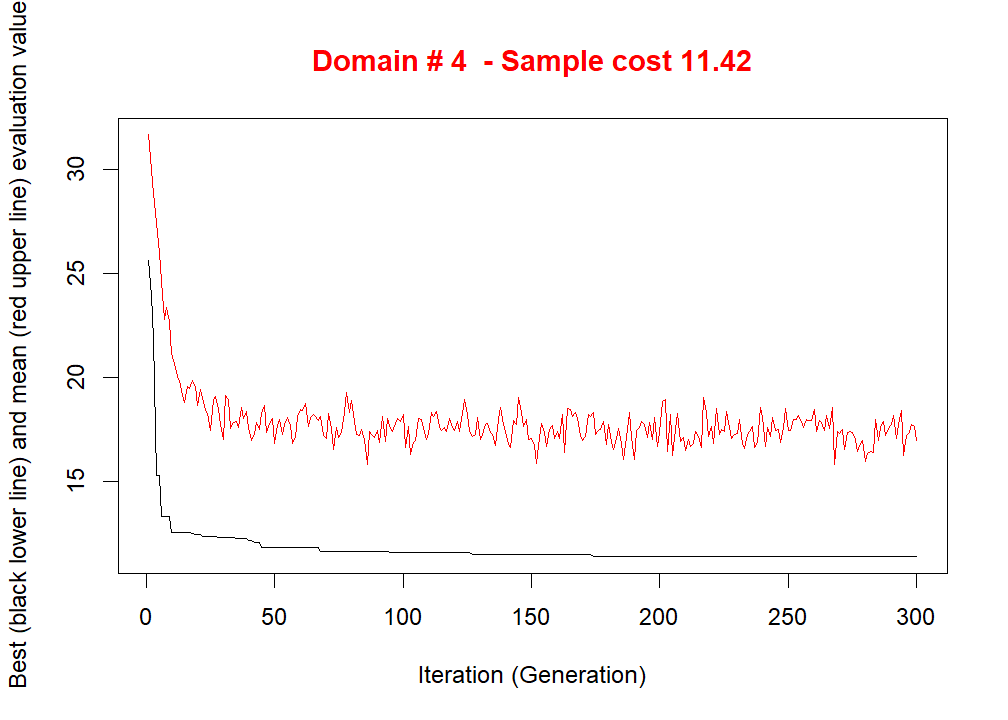 Domain # 4  - Sample cost 11.42
Best (black lower line) and mean (red upper line) evaluation value
30
25
20
15
0 50 100 150 200 250 300
Iteration (Generation)